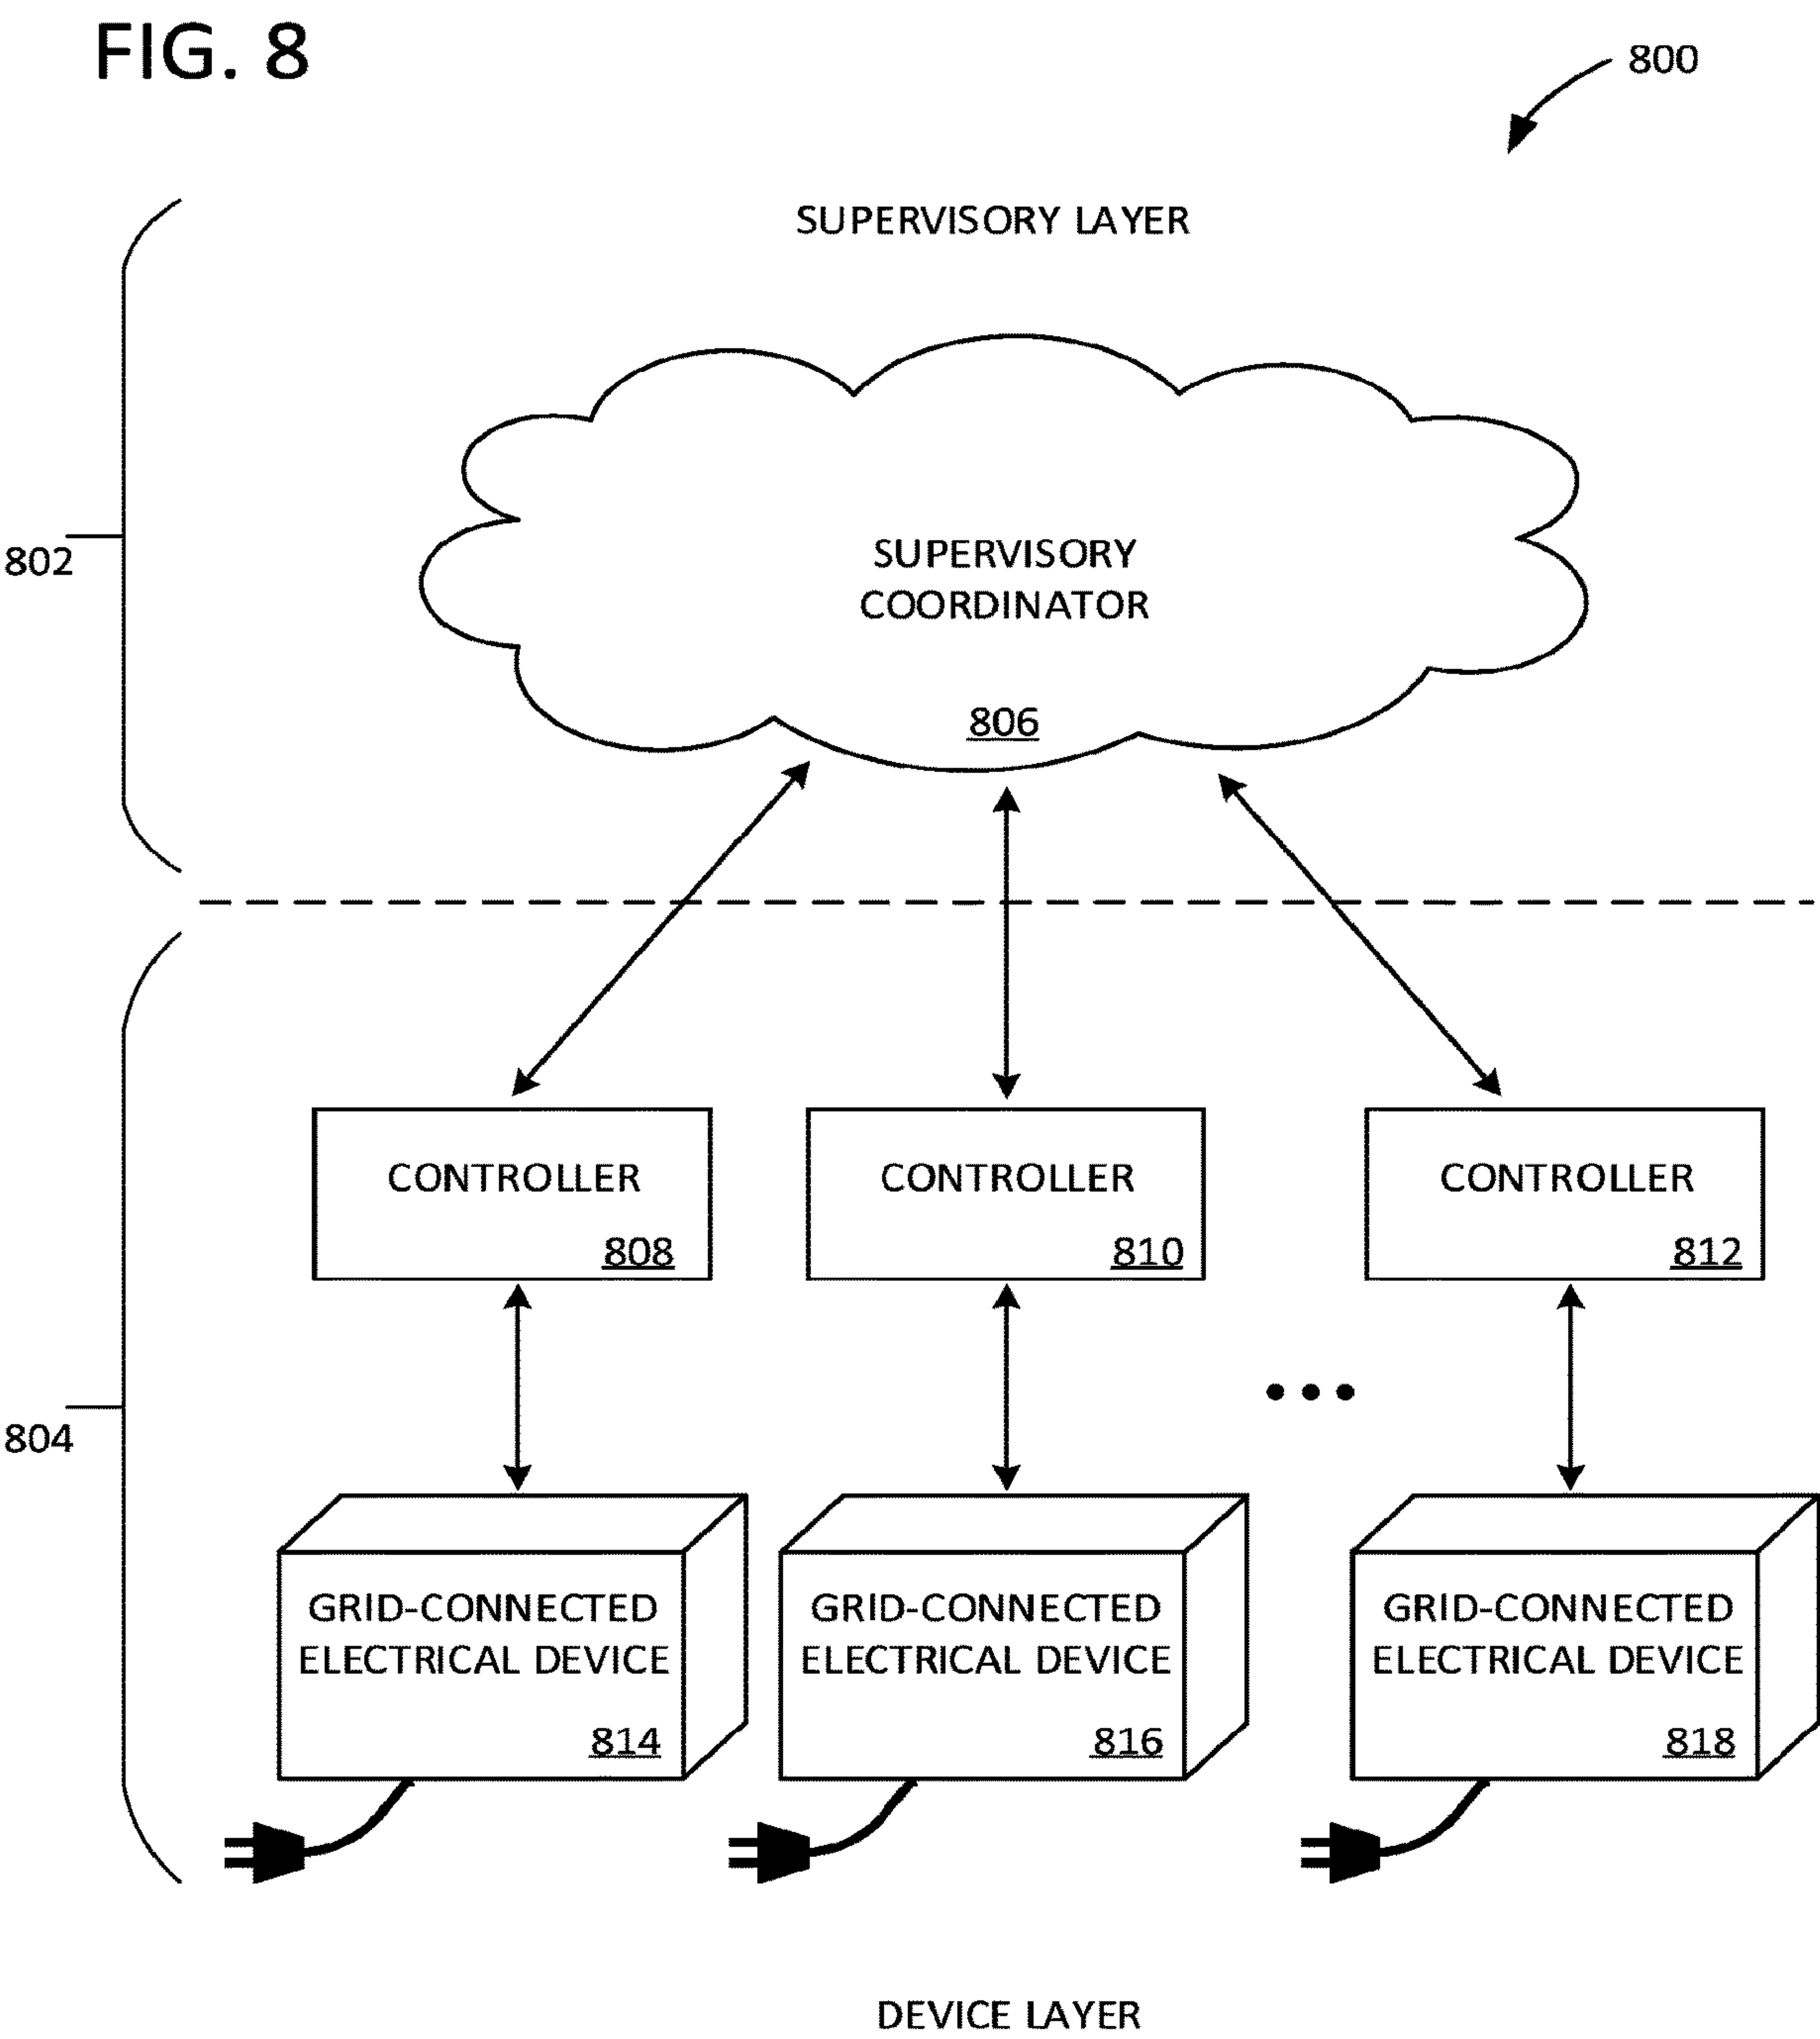 FIG. 8
800
SUPERVISORY LAYER
802
SUPERVISORY
COORDINATOR
806
804
CONTROLLER
808
CONTROLLER
810
CONTROLLER
812
GRID-CONNECTED
ELECTRICAL DEVICE
814
GRID-CONNECTED
ELECTRICAL DEVICE
816
GRID-CONNECTED
ELECTRICAL DEVICE
818
DEVICE LAYER